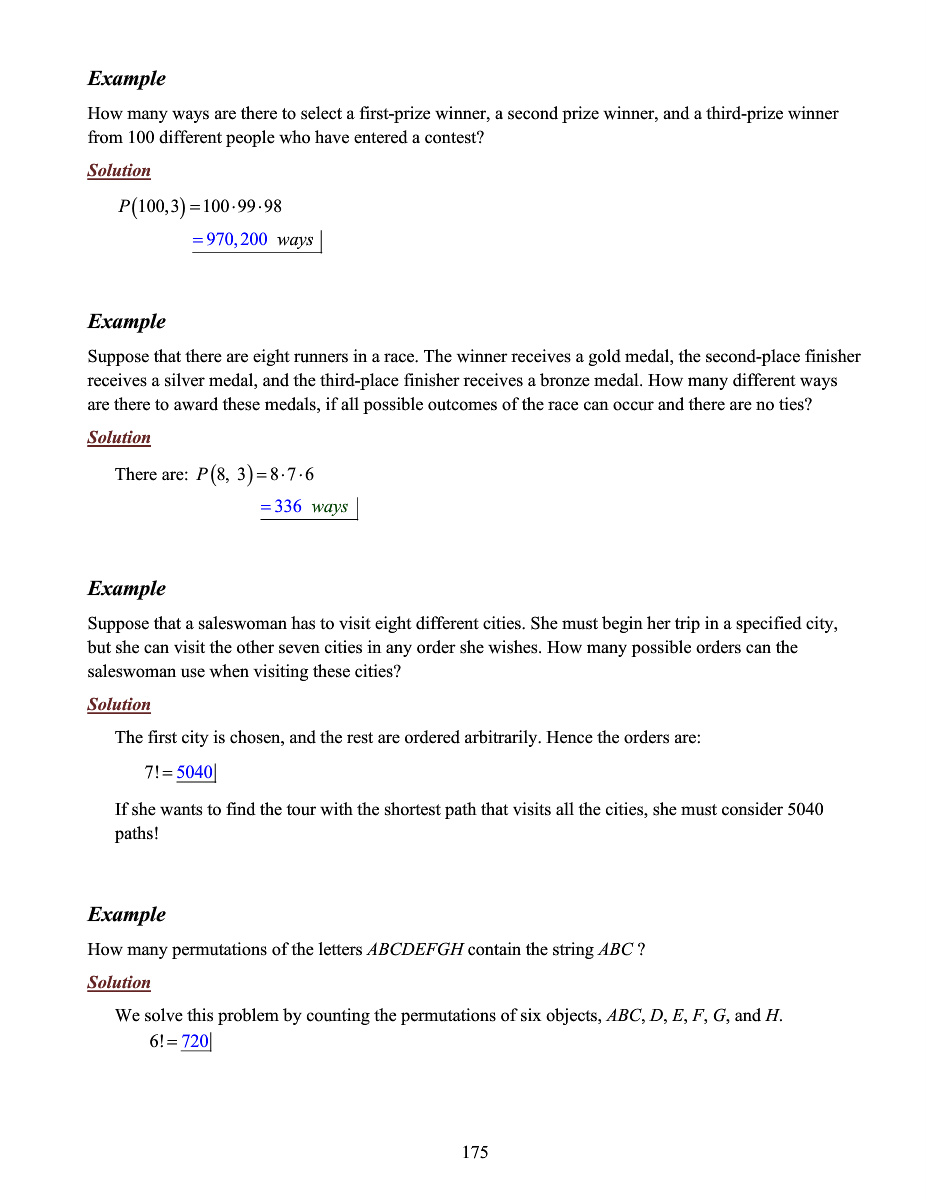 Example
How many ways are there to select a first-prize winner, a second prize winner, and a third-prize winner
from 100 different people who have entered a contest?
Solution
P(100,3) = 100·99·98
= 970,200 ways
Example
Suppose that there are eight runners in a race. The winner receives a gold medal, the second-place finisher
receives a silver medal, and the third-place finisher receives a bronze medal. How many different ways
are there to award these medals, if all possible outcomes of the race can occur and there are no ties?
Solution
There are: P(8, 3) = 8·7·6
= 336 ways
Example
Suppose that a saleswoman has to visit eight different cities. She must begin her trip in a specified city,
but she can visit the other seven cities in any order she wishes. How many possible orders can the
saleswoman use when visiting these cities?
Solution
The first city is chosen, and the rest are ordered arbitrarily. Hence the orders are:
7! = 5040
If she wants to find the tour with the shortest path that visits all the cities, she must consider 5040
paths!
Example
How many permutations of the letters ABCDEFGH contain the string ABC ?
Solution
We solve this problem by counting the permutations of six objects, ABC, D, E, F, G, and H.
6! = 720
175